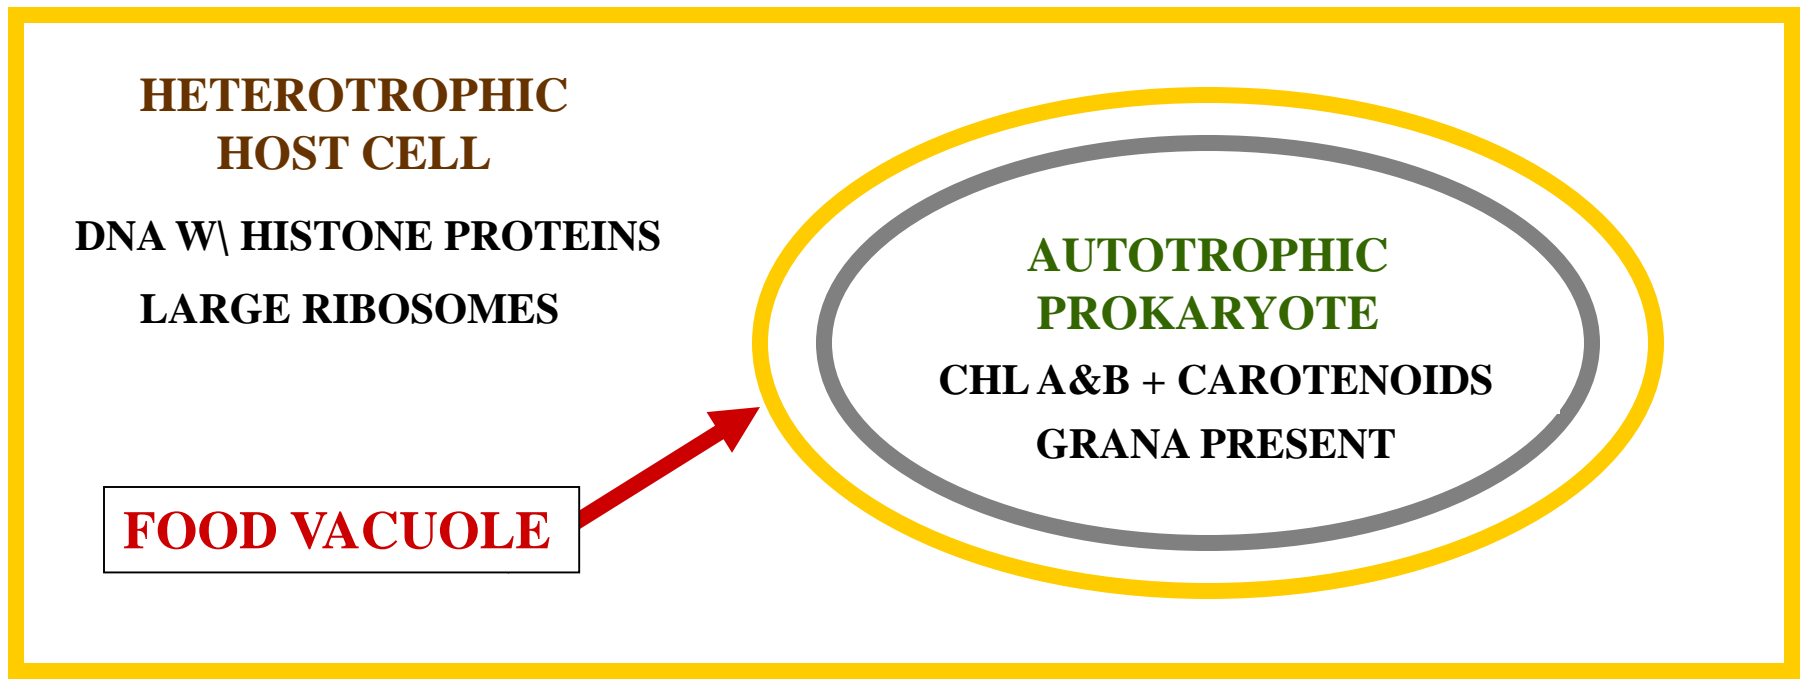 HETEROTROPHIC
HOST CELL
DNA W\ HISTONE PROTEINS
LARGE RIBOSOMES
FOOD VACUOLE
AUTOTROPHIC
PROKARYOTE
CHL A&B + CAROTENOIDS
GRANA PRESENT